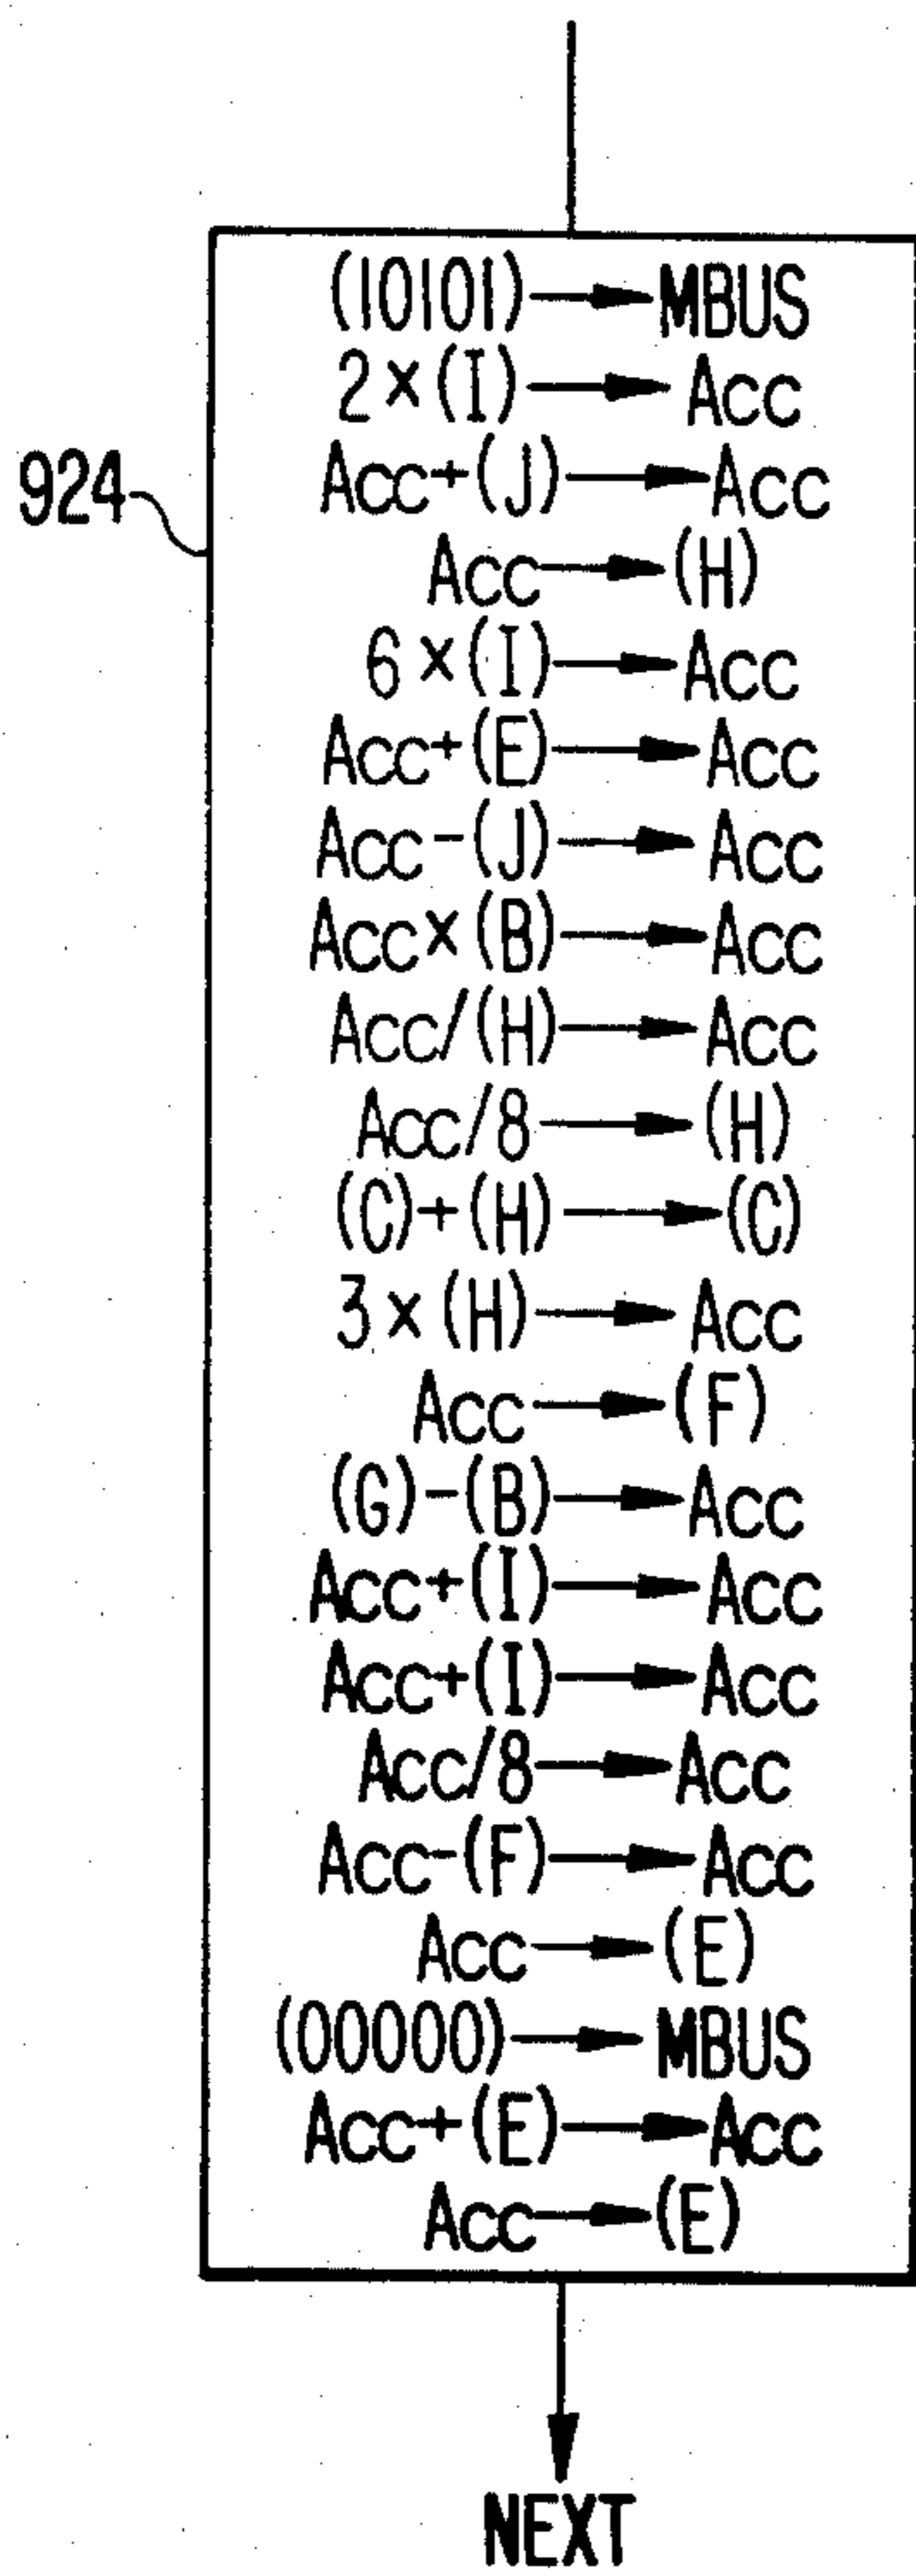 (10101)→MBUS
2×(I)→Acc
Acc+(J)→Acc
924
Acc→(H)
6×(I)→Acc
Acc+(E)→Acc
Acc-(J)→Acc
Acc×(B)→Acc
Acc/(H)→Acc
Acc/8→(H)
(C)+(H)→(C)
3×(H)→Acc
Acc→(F)
(G)-(B)→Acc
Acc+(I)→Acc
Acc+(I)→Acc
Acc/8→Acc
Acc-(F)→Acc
Acc→(E)
(00000)→MBUS
Acc+(E)→Acc
Acc→(E)
NEXT